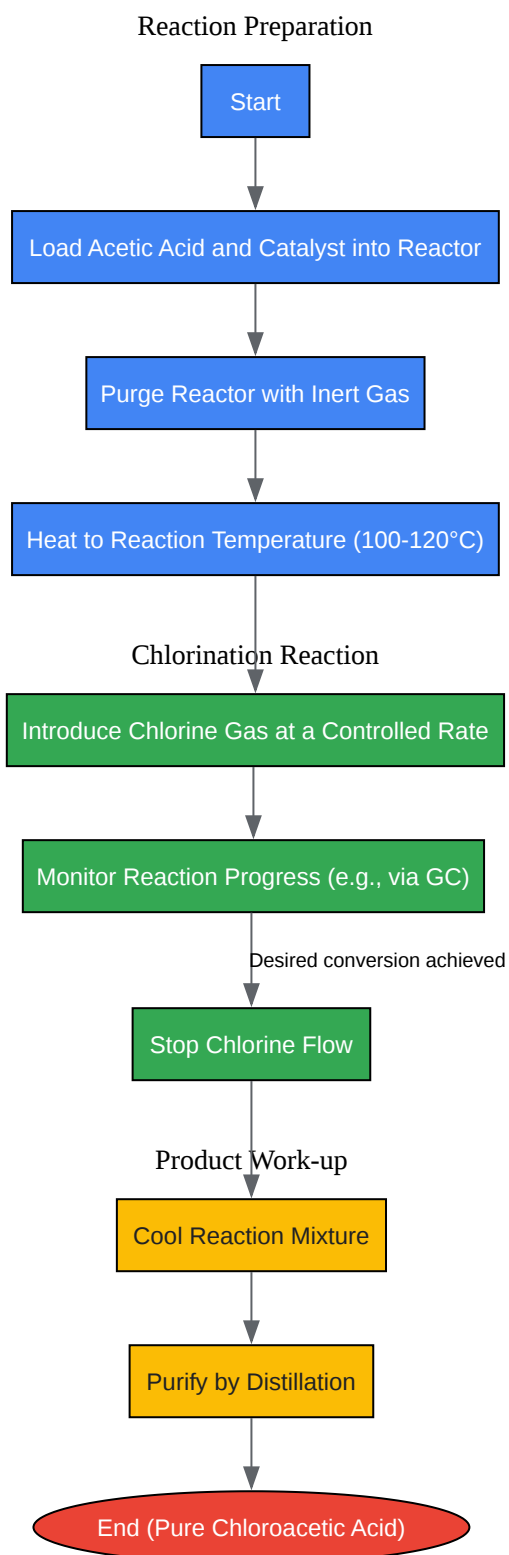 Reaction Preparation
Start
Load Acetic Acid and Catalyst into Reactor
Purge Reactor with Inert Gas
Heat to Reaction Temperature (100-120°C)
Chlorination Reaction
Introduce Chlorine Gas at a Controlled Rate
Monitor Reaction Progress (e.g., via GC)
Desired conversion achieved
Stop Chlorine Flow
Product Work-up
Cool Reaction Mixture
Purify by Distillation
End (Pure Chloroacetic Acid)